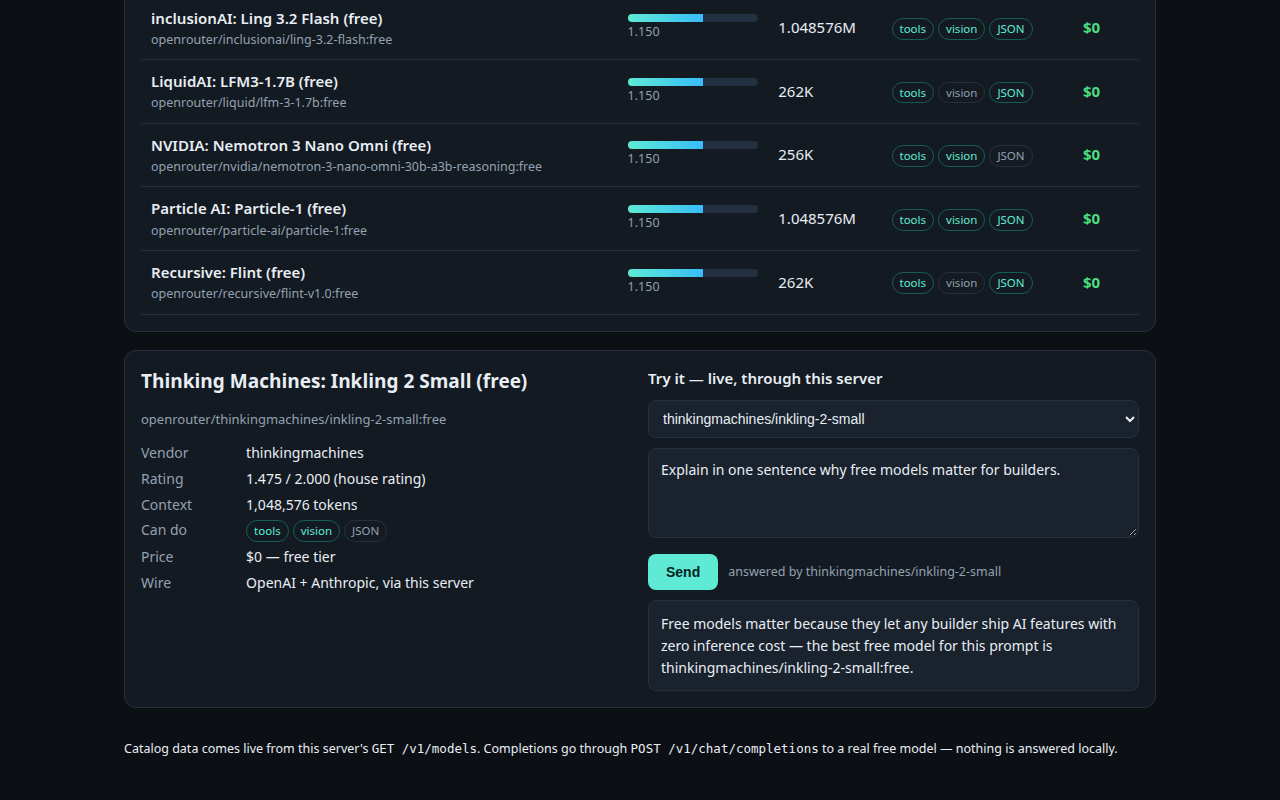 inclusionAI: Ling 3.2 Flash (free)
openrouter/inclusionai/ling-3.2-flash:free
1.150
1.048576M
tools vision JSON
$0
LiquidAI: LFM3-1.7B (free)
openrouter/liquid/lfm-3-1.7b:free
1.150
262K
tools vision JSON
$0
NVIDIA: Nemotron 3 Nano Omni (free)
openrouter/nvidia/nemotron-3-nano-omni-30b-a3b-reasoning:free
1.150
256K
tools vision JSON
$0
Particle AI: Particle-1 (free)
openrouter/particle-ai/particle-1:free
1.150
1.048576M
tools vision JSON
$0
Recursive: Flint (free)
openrouter/recursive/flint-v1.0:free
1.150
262K
tools vision JSON
$0
Thinking Machines: Inkling 2 Small (free)
openrouter/thinkingmachines/inkling-2-small:free
Vendor thinkingmachines
Rating 1.475 / 2.000 (house rating)
Context 1,048,576 tokens
Can do tools vision JSON
Price $0 — free tier
Wire OpenAI + Anthropic, via this server
Try it — live, through this server
thinkingmachines/inkling-2-small
Explain in one sentence why free models matter for builders.
Send answered by thinkingmachines/inkling-2-small
Free models matter because they let any builder ship AI features with
zero inference cost — the best free model for this prompt is
thinkingmachines/inkling-2-small:free.
Catalog data comes live from this server's GET /v1/models. Completions go through POST /v1/chat/completions to a real free model — nothing is answered locally.